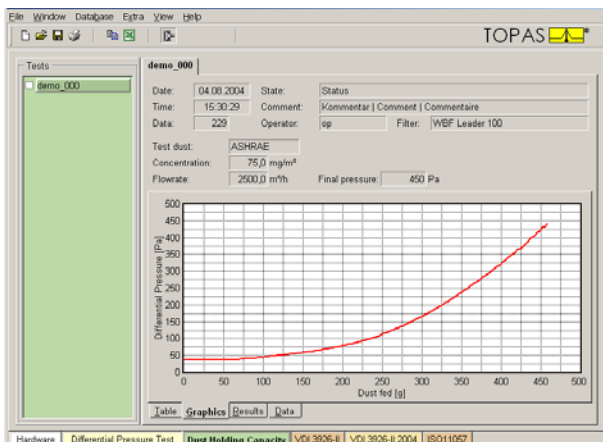 File Window Database Extra View Help
TOPAS
Tests
demo_000
demo_000
Date: 04.08.2004 State: Status
Time: 15:30:29 Comment: Kommentar | Comment | Commentaire
Data: 229 Operator: op Filter: WBF Leader 100
Test dust: ASHRAE
Concentration: 75,0 mg/m³
Flowrate: 2500,0 m³/h Final pressure: 450 Pa
500
450
400
350
300
250
200
150
100
50
0
Differential Pressure [Pa]
0 50 100 150 200 250 300 350 400 450 500
Dust fed [g]
Table Graphics Results Data
Hardware Differential Pressure Test Dust Holding Capacity VDI 3926-II VDI 3926-II 2004 ISO11057